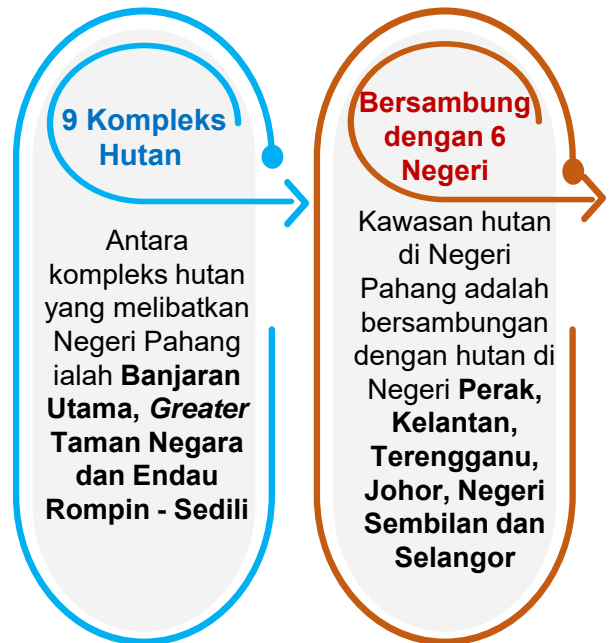 9 Kompleks
Hutan
Antara
kompleks hutan
yang melibatkan
Negeri Pahang
ialah Banjaran
Utama, Greater
Taman Negara
dan Endau
Rompin - Sedili
Bersambung
dengan 6
Negeri
Kawasan hutan
di Negeri
Pahang adalah
bersambungan
dengan hutan di
Negeri Perak,
Kelantan,
Terengganu,
Johor, Negeri
Sembilan dan
Selangor